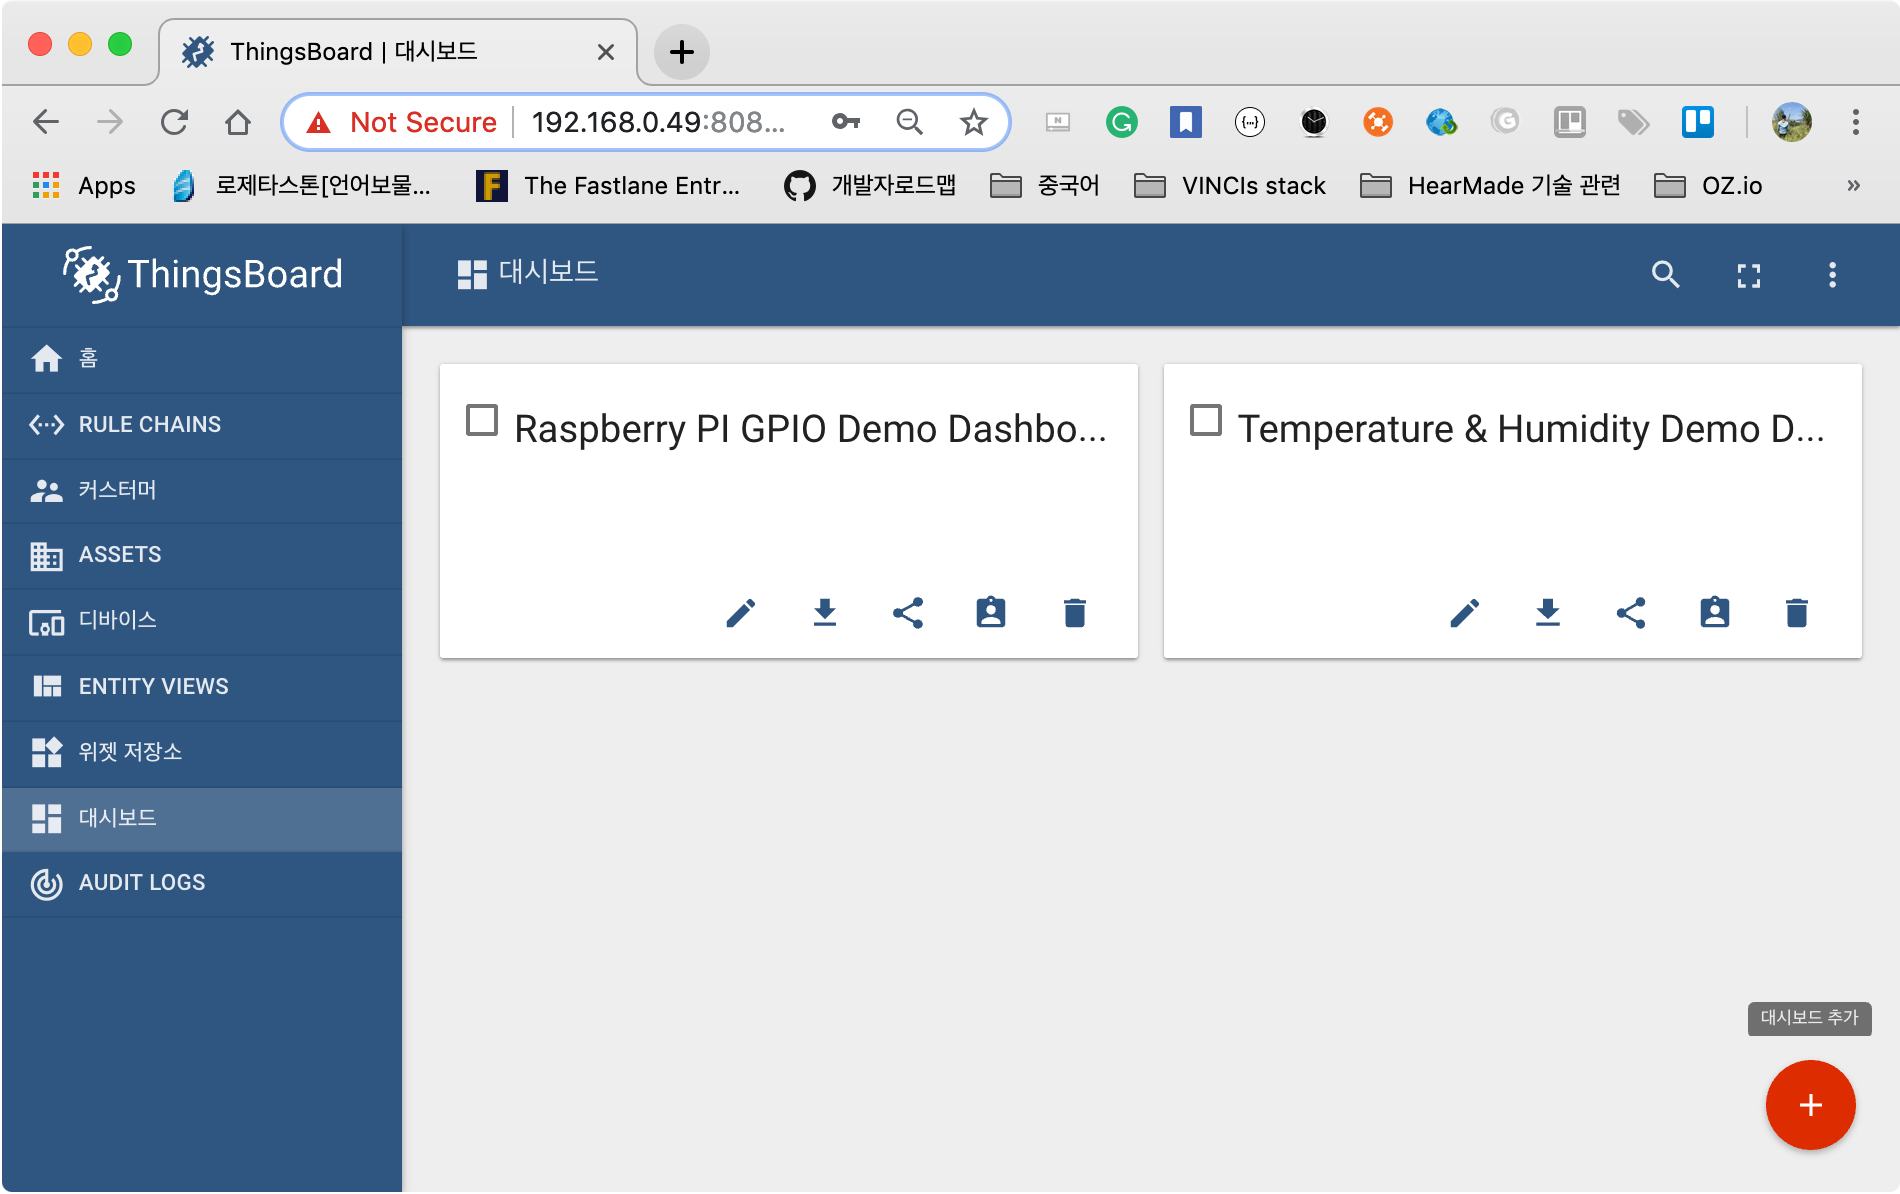 ThingsBoard | 대시보드
Not Secure 192.168.0.49:808...
Apps 로제타스톤[언어보물... The Fastlane Entr... 개발자로드맵 중국어 VINCIs stack HearMade 기술 관련 OZ.io »
ThingsBoard
대시보드
홈
RULE CHAINS
커스터머
ASSETS
디바이스
ENTITY VIEWS
위젯 저장소
대시보드
AUDIT LOGS
Raspberry PI GPIO Demo Dashbo...
Temperature & Humidity Demo D...
대시보드 추가